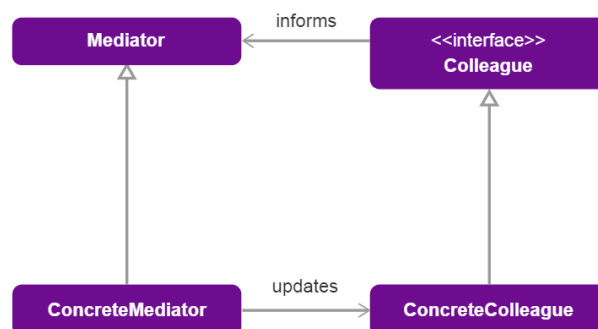 Mediator
informs
<<interface>>
Colleague
ConcreteMediator
updates
ConcreteColleague